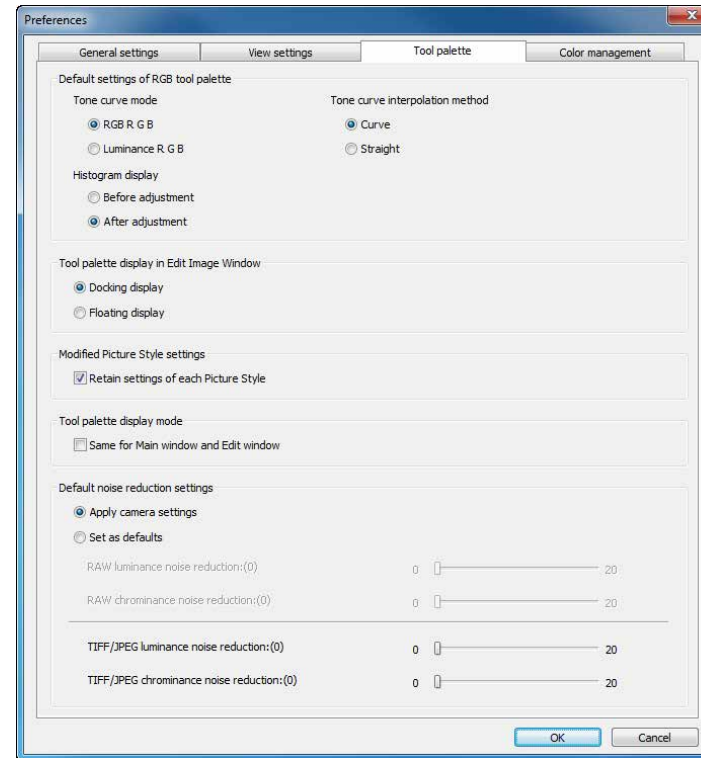 Preferences
General settings View settings Tool palette Color management
Default settings of RGB tool palette
Tone curve mode Tone curve interpolation method
RGB R G B Curve
Luminance R G B Straight
Histogram display
Before adjustment
After adjustment
Tool palette display in Edit Image Window
Docking display
Floating display
Modified Picture Style settings
Retain settings of each Picture Style
Tool palette display mode
Same for Main window and Edit window
Default noise reduction settings
Apply camera settings
Set as defaults
RAW luminance noise reduction:(0) 0 20
RAW chrominance noise reduction:(0) 0 20
TIFF/JPEG luminance noise reduction:(0) 0 20
TIFF/JPEG chrominance noise reduction:(0) 0 20
OK Cancel